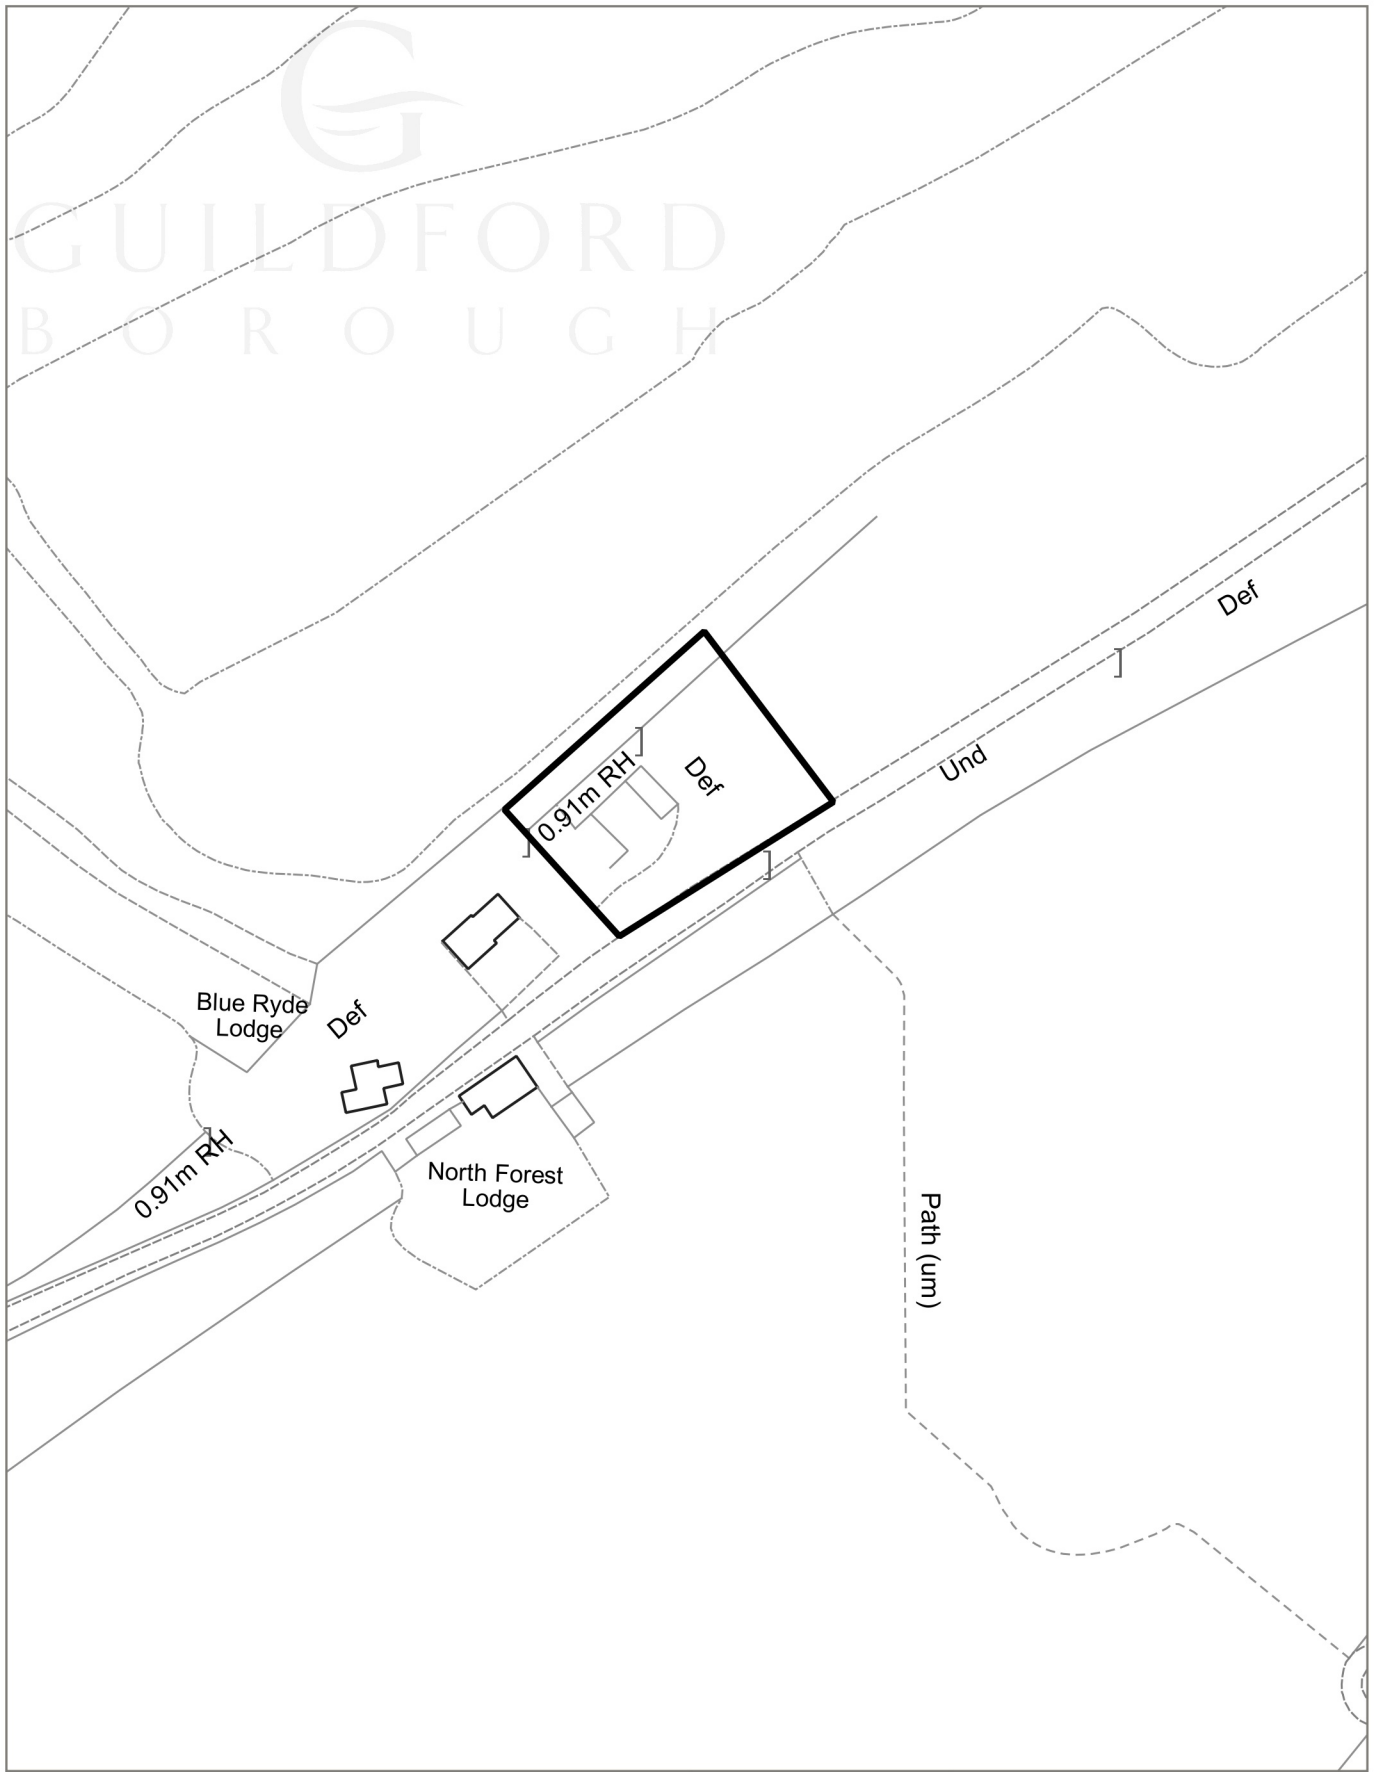 G
GUILDFORD
BOROUGH
Def
Und
Def
0.91m RH
Blue Ryde
Lodge
Def
0.91m RH
North Forest
Lodge
Path (um)